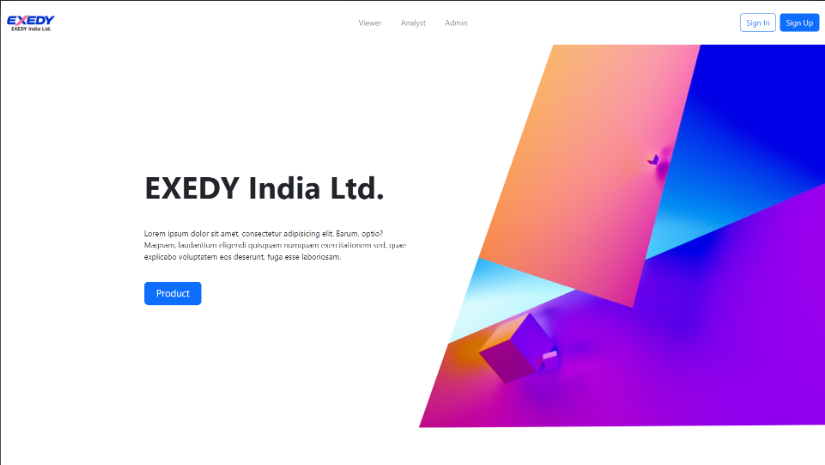 EXEDY
EXEDY India Ltd.
Viewer Analyst Admin
Sign In Sign Up
EXEDY India Ltd.
Lorem ipsum dolor sit amet, consectetur adipisicing elit. Earum, optio?
Magnam, laudantium eligendi quisquam numquam exercitationem sed, quae
explicabo voluptatem eos deserunt, fuga esse laboriosam.
Product